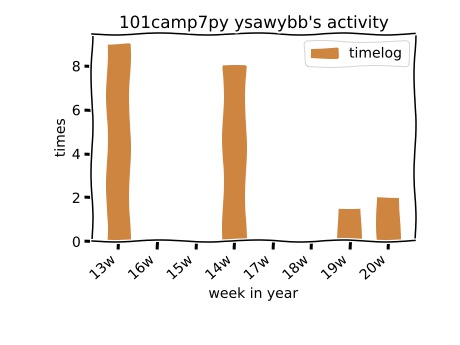 101camp7py ysawybb's activity
timelog
times
8
6
4
2
0
13w 16w 15w 14w 17w 18w 19w 20w
week in year